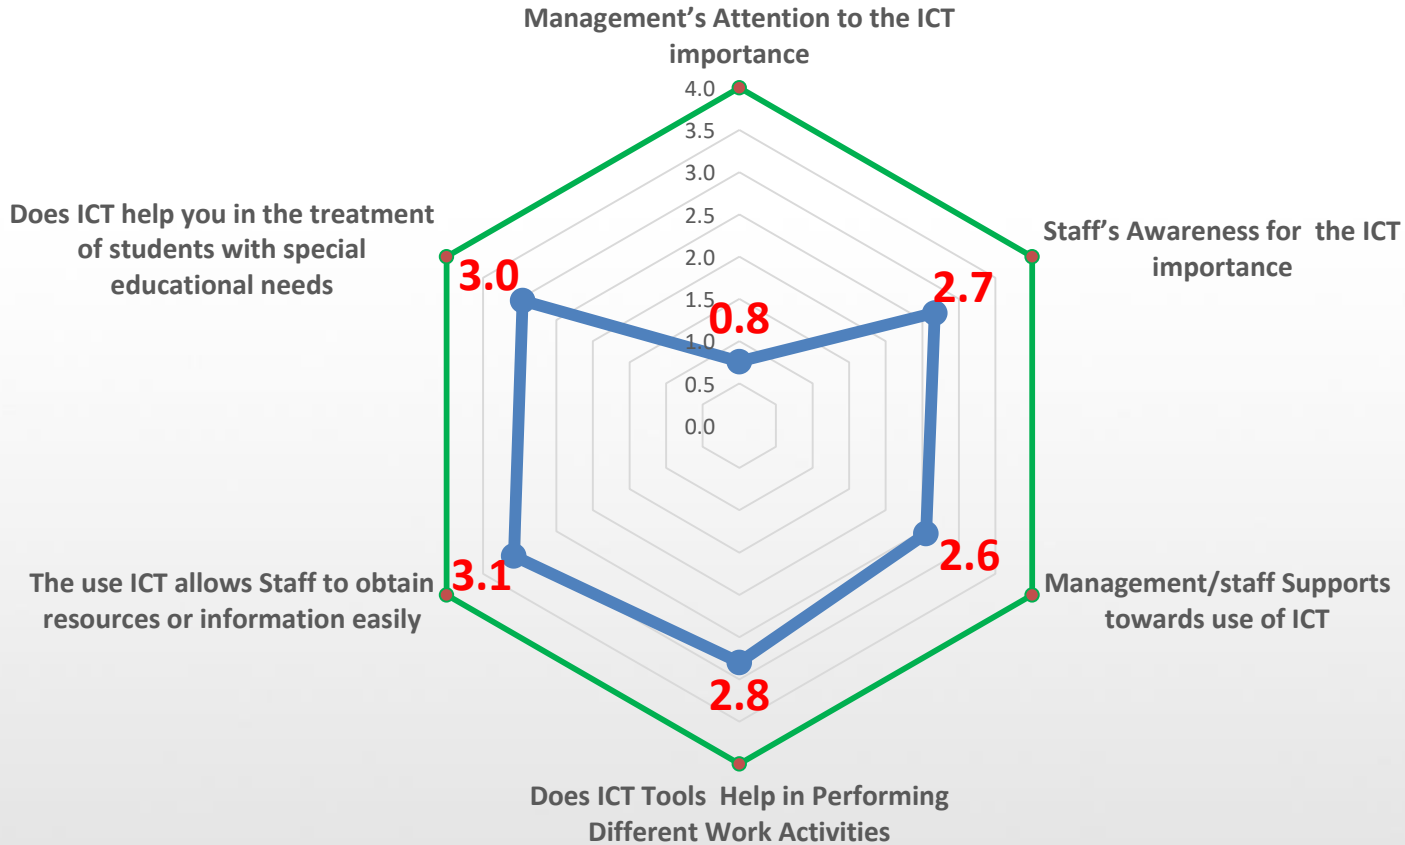 Management’s Attention to the ICT
importance
4.0
3.5
3.0
2.5
2.0
1.5
1.0
0.5
0.0
0.8
Staff’s Awareness for  the ICT
importance
2.7
Management/staff Supports
towards use of ICT
2.6
2.8
Does ICT Tools  Help in Performing
Different Work Activities
The use ICT allows Staff to obtain
resources or information easily
3.1
Does ICT help you in the treatment
of students with special
educational needs
3.0